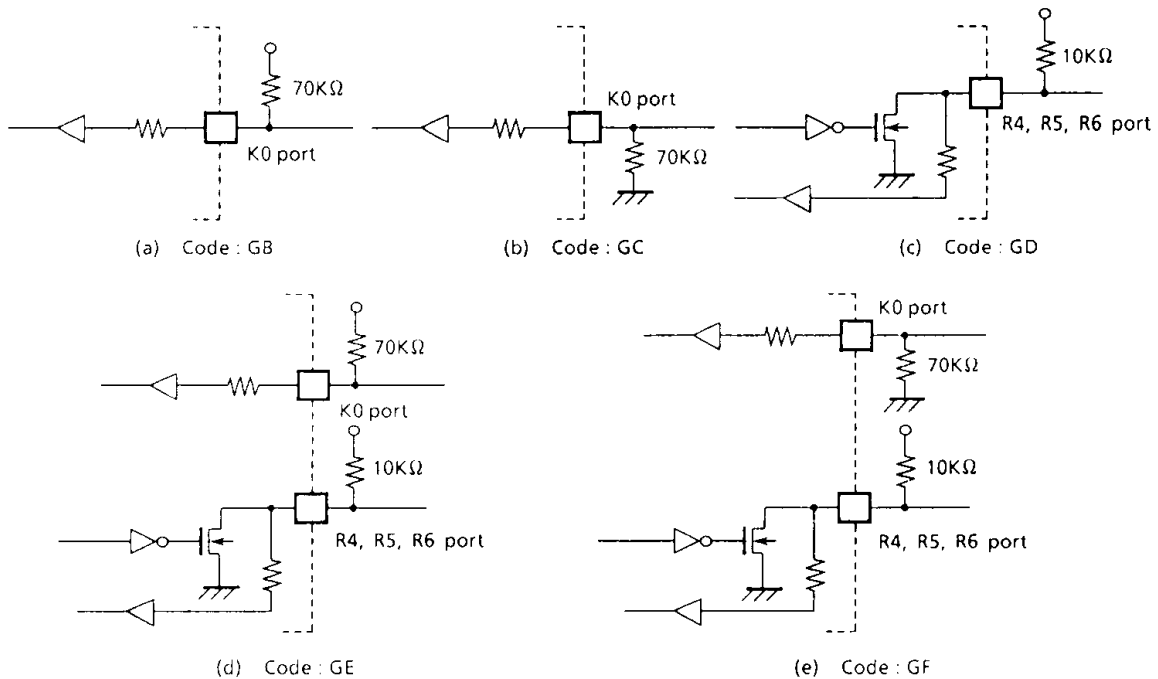 70KΩ
K0 port
(a) Code : GB
K0 port
70KΩ
(b) Code : GC
10KΩ
R4, R5, R6 port
(c) Code : GD
70KΩ
K0 port
10KΩ
R4, R5, R6 port
(d) Code : GE
K0 port
70KΩ
10KΩ
R4, R5, R6 port
(e) Code : GF